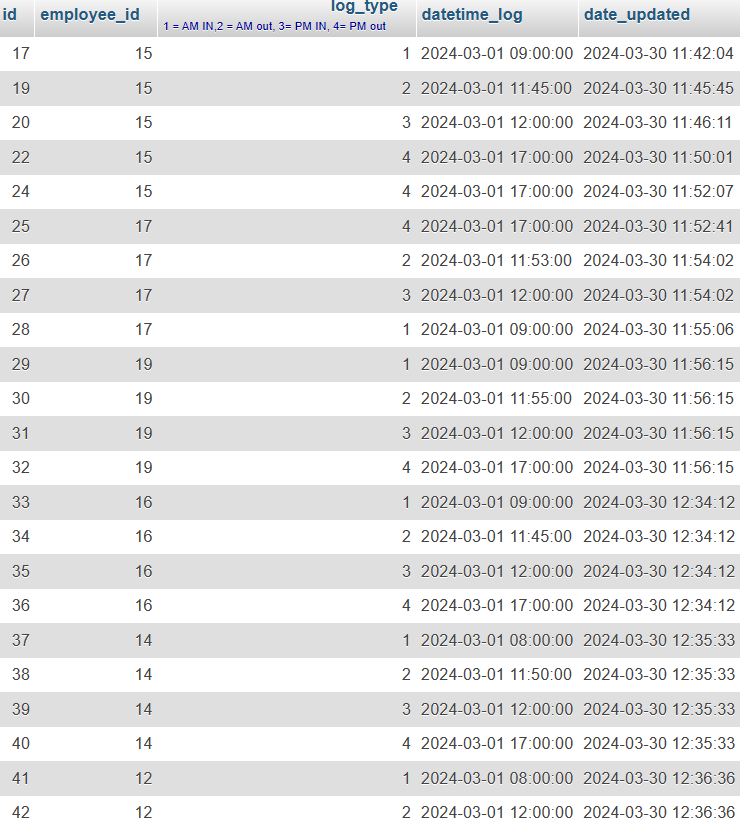 id employee_id log_type datetime_log date_updated
1 = AM IN,2 = AM out, 3= PM IN, 4= PM out
17 15 1 2024-03-01 09:00:00 2024-03-30 11:42:04
19 15 2 2024-03-01 11:45:00 2024-03-30 11:45:45
20 15 3 2024-03-01 12:00:00 2024-03-30 11:46:11
22 15 4 2024-03-01 17:00:00 2024-03-30 11:50:01
24 15 4 2024-03-01 17:00:00 2024-03-30 11:52:07
25 17 4 2024-03-01 17:00:00 2024-03-30 11:52:41
26 17 2 2024-03-01 11:53:00 2024-03-30 11:54:02
27 17 3 2024-03-01 12:00:00 2024-03-30 11:54:02
28 17 1 2024-03-01 09:00:00 2024-03-30 11:55:06
29 19 1 2024-03-01 09:00:00 2024-03-30 11:56:15
30 19 2 2024-03-01 11:55:00 2024-03-30 11:56:15
31 19 3 2024-03-01 12:00:00 2024-03-30 11:56:15
32 19 4 2024-03-01 17:00:00 2024-03-30 11:56:15
33 16 1 2024-03-01 09:00:00 2024-03-30 12:34:12
34 16 2 2024-03-01 11:45:00 2024-03-30 12:34:12
35 16 3 2024-03-01 12:00:00 2024-03-30 12:34:12
36 16 4 2024-03-01 17:00:00 2024-03-30 12:34:12
37 14 1 2024-03-01 08:00:00 2024-03-30 12:35:33
38 14 2 2024-03-01 11:50:00 2024-03-30 12:35:33
39 14 3 2024-03-01 12:00:00 2024-03-30 12:35:33
40 14 4 2024-03-01 17:00:00 2024-03-30 12:35:33
41 12 1 2024-03-01 08:00:00 2024-03-30 12:36:36
42 12 2 2024-03-01 12:00:00 2024-03-30 12:36:36